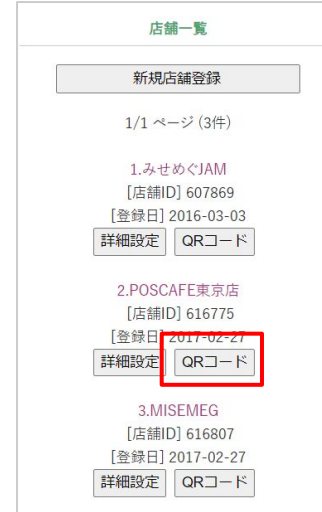 店舗一覧
新規店舗登録
1/1 ページ (3件)
1.みせめぐJAM
[店舗ID] 607869
[登録日] 2016-03-03
詳細設定 QRコード
2.POSCAFE東京店
[店舗ID] 616775
[登録日] 2017-02-27
詳細設定 QRコード
3.MISEMEG
[店舗ID] 616807
[登録日] 2017-02-27
詳細設定 QRコード